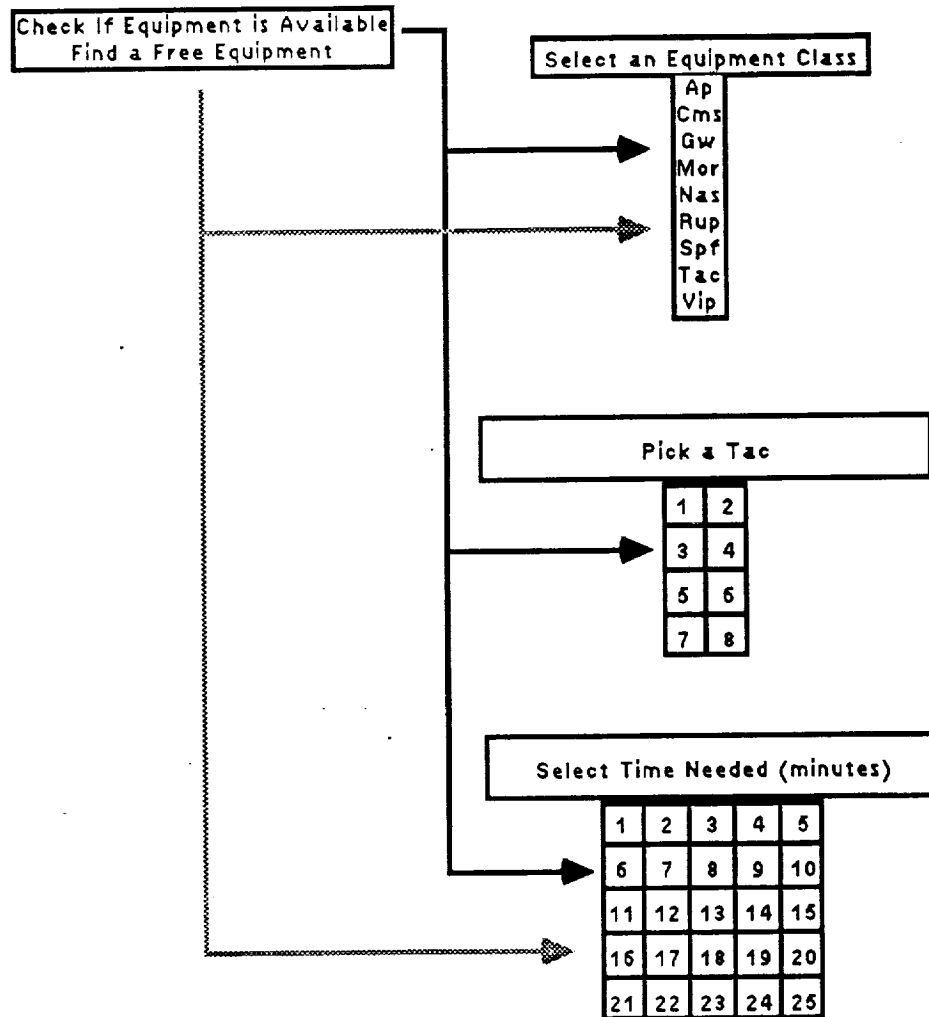 Check If Equipment is Available
Find a Free Equipment
Select an Equipment Class
Ap
Cms
Gw
Mor
Nas
Rup
Spf
Tac
Vip
Pick a Tac
1 2
3 4
5 6
7 8
Select Time Needed (minutes)
1 2 3 4 5
6 7 8 9 10
11 12 13 14 15
16 17 18 19 20
21 22 23 24 25